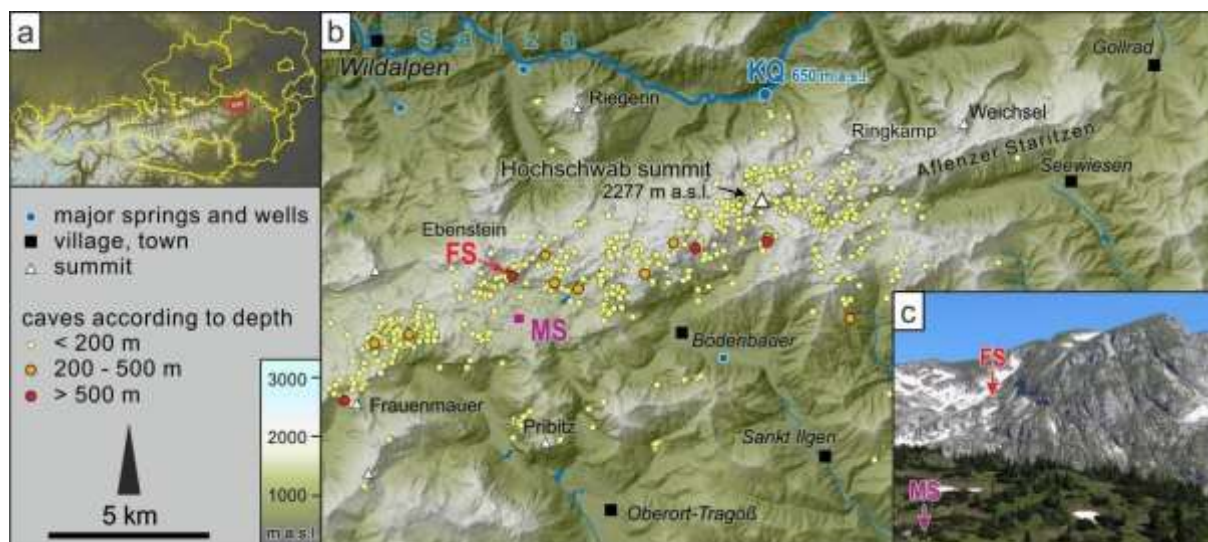 a
major springs and wells
village, town
summit
caves according to depth
< 200 m
200 - 500 m
> 500 m
5 km
3000
2000
1000
m a.s.l.
b
Salza
Wildalpen
KQ 650 m a.s.l.
Gollrad
Riegerin
Weichsel
Ringkamp
Aflenzer Staritzen
Seewiesen
Hochschwab summit
2277 m a.s.l.
Ebenstein
FS
MS
Bodenbauer
Frauenmauer
Pribitz
Sankt Ilgen
Oberort-Tragöß
c
FS
MS